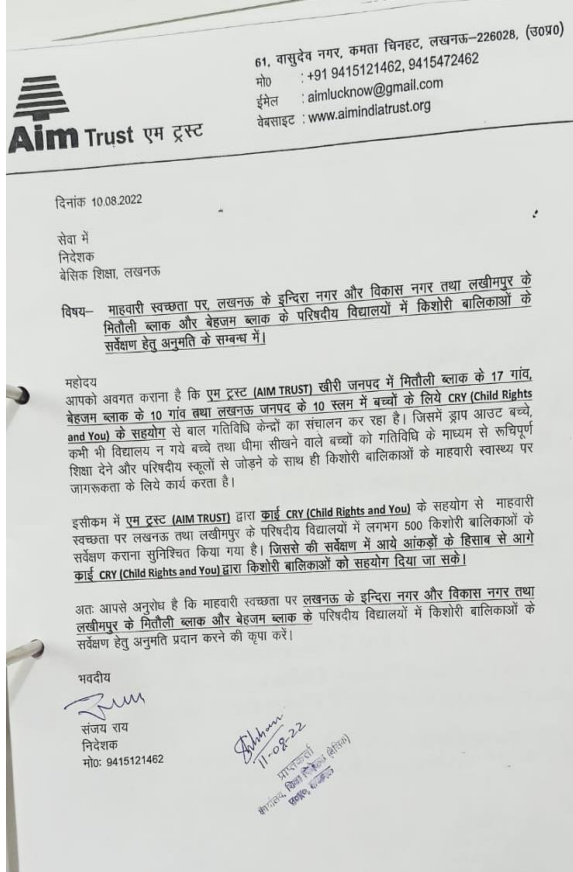 61, वासुदेव नगर, कमता चिनहट, लखनऊ–226028, (उ०प्र०)
मो० : +91 9415121462, 9415472462
ईमेल : aimlucknow@gmail.com
वेबसाइट : www.aimindiatrust.org
Aim Trust एम ट्रस्ट
दिनांक 10.08.2022
सेवा में
निदेशक
बेसिक शिक्षा, लखनऊ
विषय– माहवारी स्वच्छता पर, लखनऊ के इन्दिरा नगर और विकास नगर तथा लखीमपुर के
मितौली ब्लाक और बेहजम ब्लाक के परिषदीय विद्यालयों में किशोरी बालिकाओं के
सर्वेक्षण हेतु अनुमति के सम्बन्ध में।
महोदय
आपको अवगत कराना है कि एम ट्रस्ट (AIM TRUST) खीरी जनपद में मितौली ब्लाक के 17 गांव,
बेहजम ब्लाक के 10 गांव तथा लखनऊ जनपद के 10 स्लम में बच्चों के लिये CRY (Child Rights
and You) के सहयोग से बाल गतिविधि केन्द्रों का संचालन कर रहा है। जिसमें ड्राप आउट बच्चे,
कभी भी विद्यालय न गये बच्चे तथा धीमा सीखने वाले बच्चों को गतिविधि के माध्यम से रूचिपूर्ण
शिक्षा देने और परिषदीय स्कूलों से जोड़ने के साथ ही किशोरी बालिकाओं के माहवारी स्वास्थ्य पर
जागरूकता के लिये कार्य करता है।
इसीकम में एम ट्रस्ट (AIM TRUST) द्वारा काई CRY (Child Rights and You) के सहयोग से माहवारी
स्वच्छता पर लखनऊ तथा लखीमपुर के परिषदीय विद्यालयों में लगभग 500 किशोरी बालिकाओं के
सर्वेक्षण कराना सुनिश्चित किया गया है। जिससे की सर्वेक्षण में आये आंकड़ों के हिसाब से आगे
काई CRY (Child Rights and You) द्वारा किशोरी बालिकाओं को सहयोग दिया जा सके।
अतः आपसे अनुरोध है कि माहवारी स्वच्छता पर लखनऊ के इन्दिरा नगर और विकास नगर तथा
लखीमपुर के मितौली ब्लाक और बेहजम ब्लाक के परिषदीय विद्यालयों में किशोरी बालिकाओं के
सर्वेक्षण हेतु अनुमति प्रदान करने की कृपा करें।
भवदीय
संजय राय
निदेशक
मो0: 9415121462
11-08-22
प्राप्तकर्ता
कार्यालय, शिक्षा निदेशक (बेसिक)